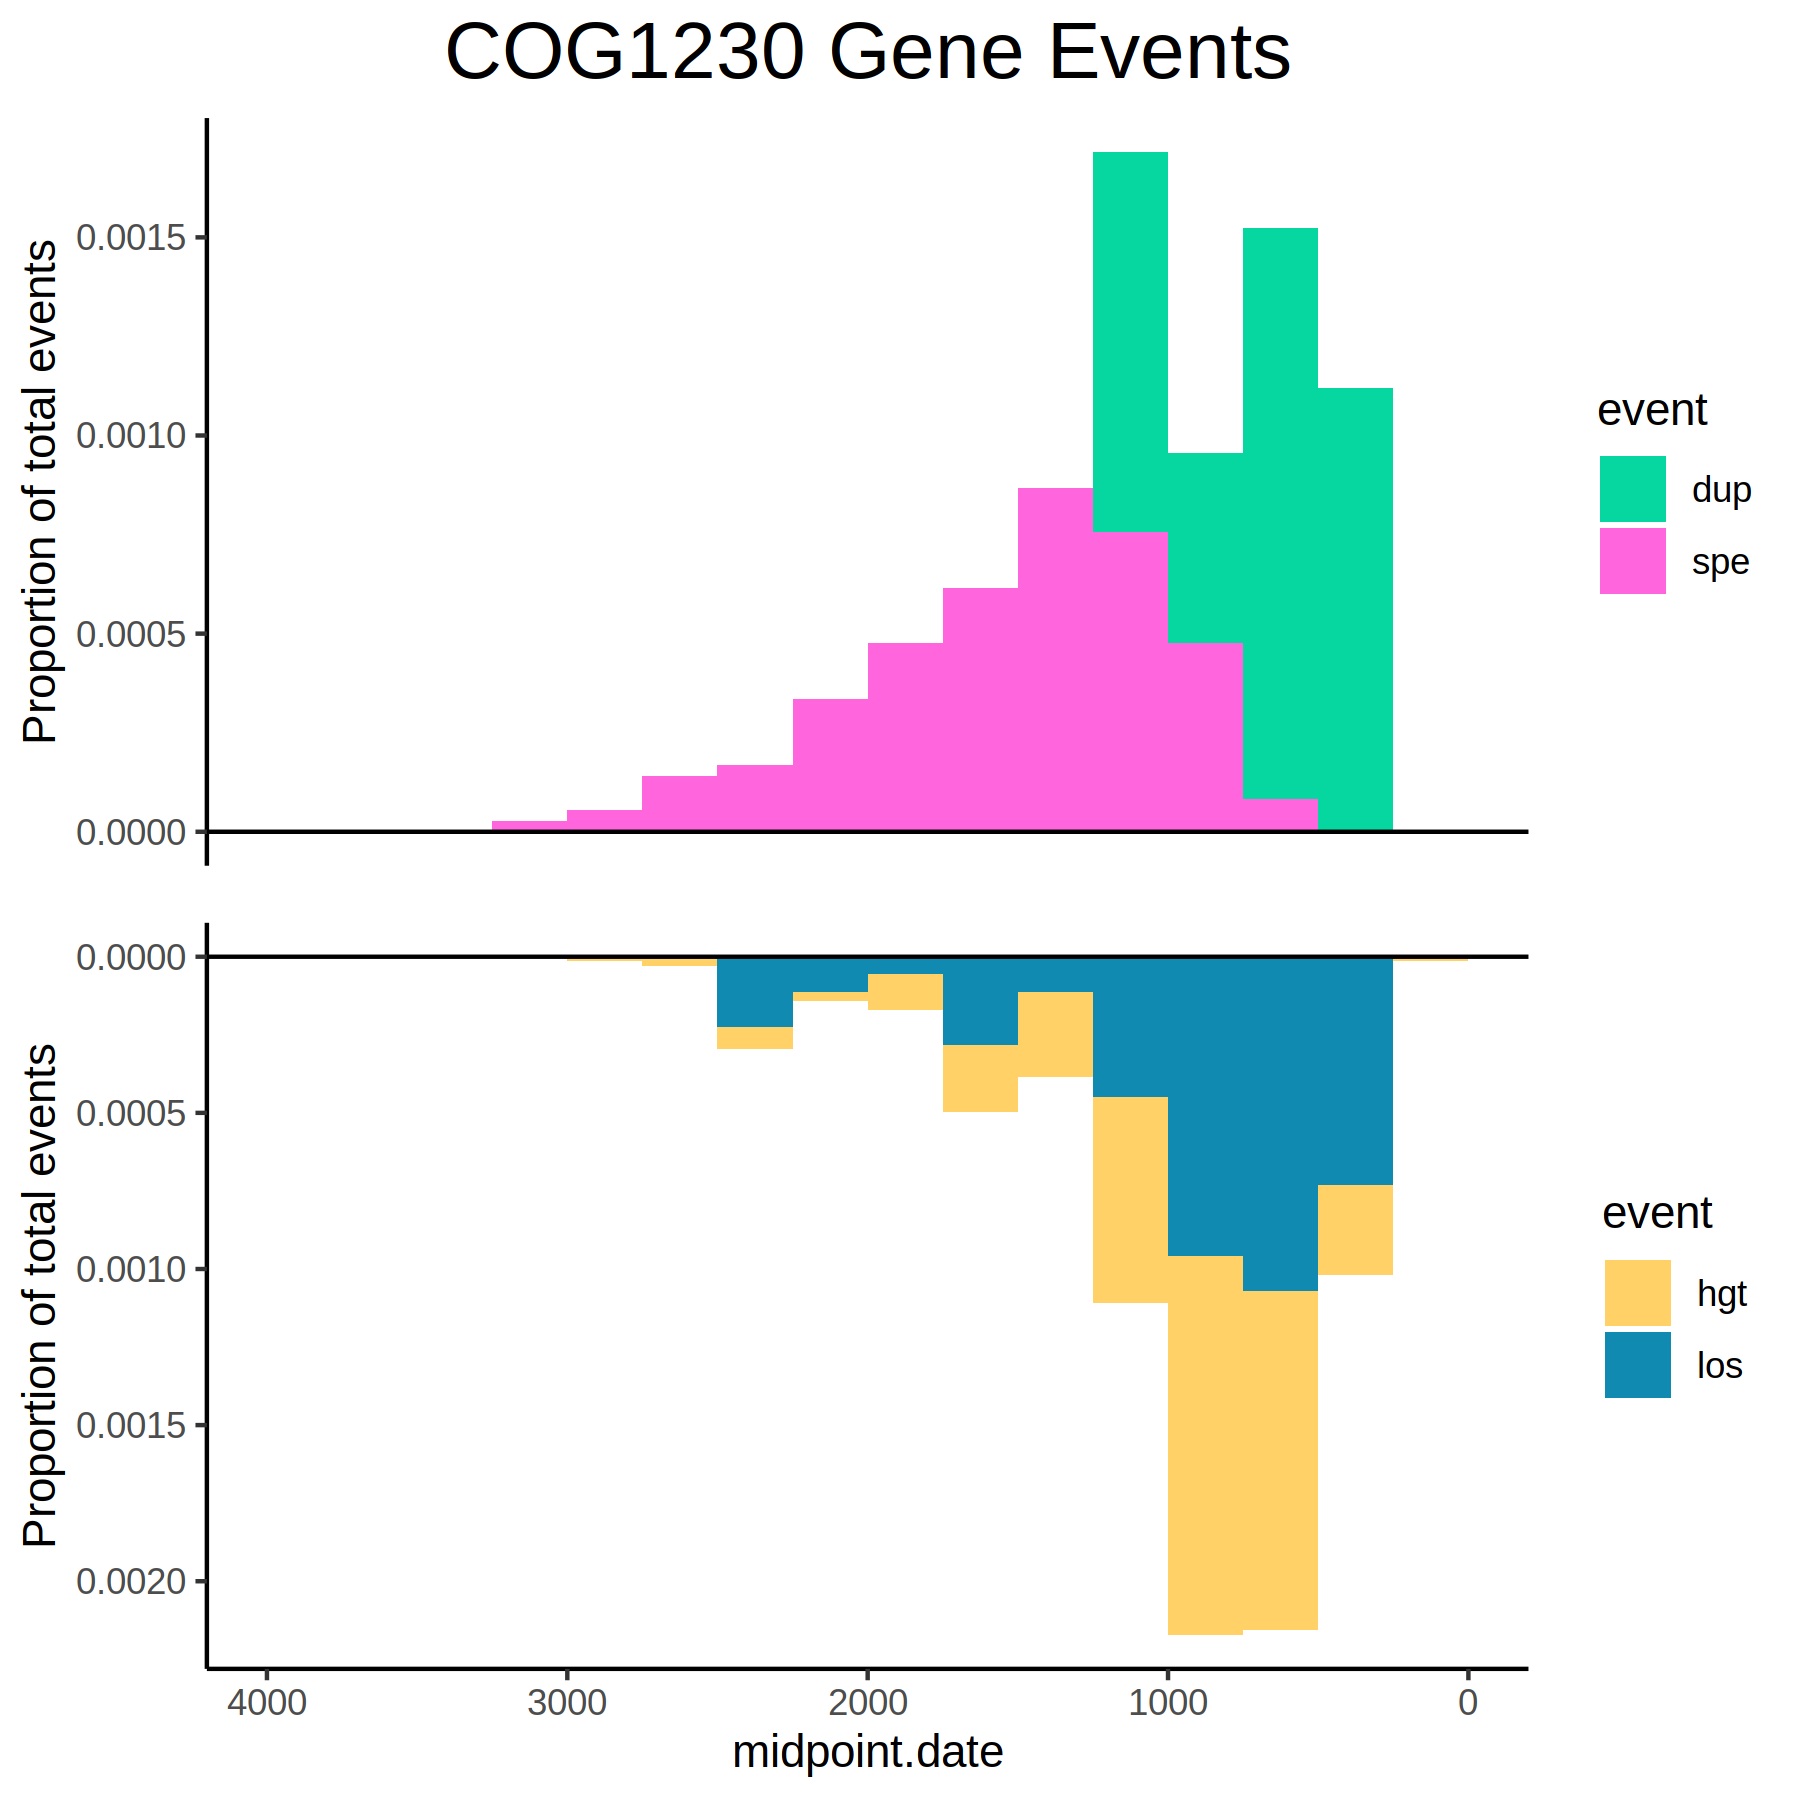 COG1230 Gene Events
Proportion of total events
0.0015
0.0010
0.0005
0.0000
event
dup
spe
Proportion of total events
0.0000
0.0005
0.0010
0.0015
0.0020
event
hgt
los
4000 3000 2000 1000 0
midpoint.date